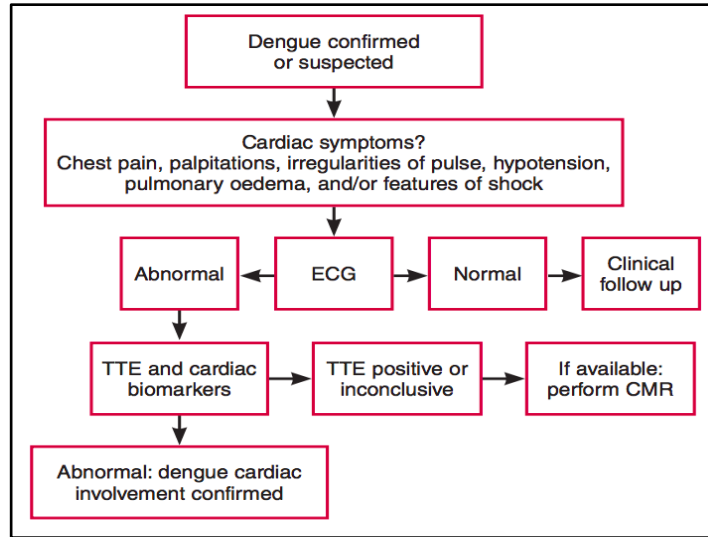 Dengue confirmed
or suspected
Cardiac symptoms?
Chest pain, palpitations, irregularities of pulse, hypotension,
pulmonary oedema, and/or features of shock
Abnormal
ECG
Normal
Clinical
follow up
TTE and cardiac
biomarkers
TTE positive or
inconclusive
If available:
perform CMR
Abnormal: dengue cardiac
involvement confirmed